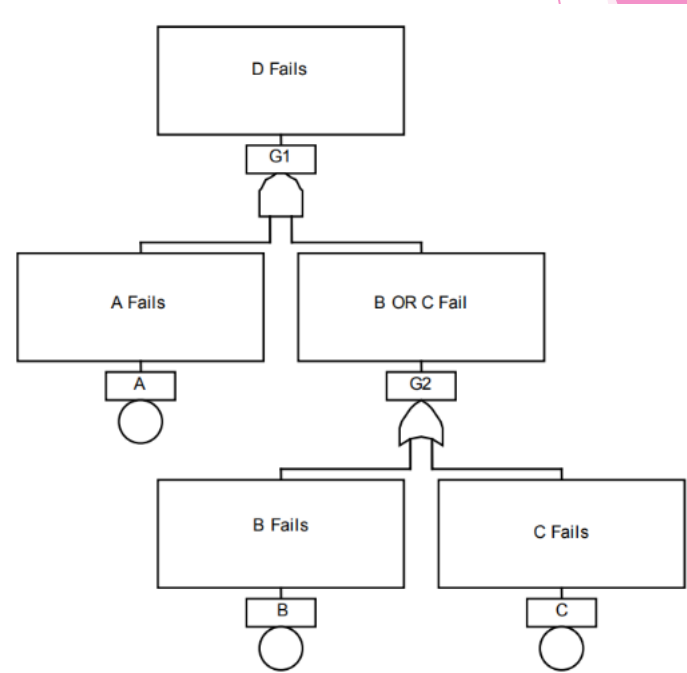 D Fails
G1
A Fails
B OR C Fail
A
G2
B Fails
C Fails
B
C